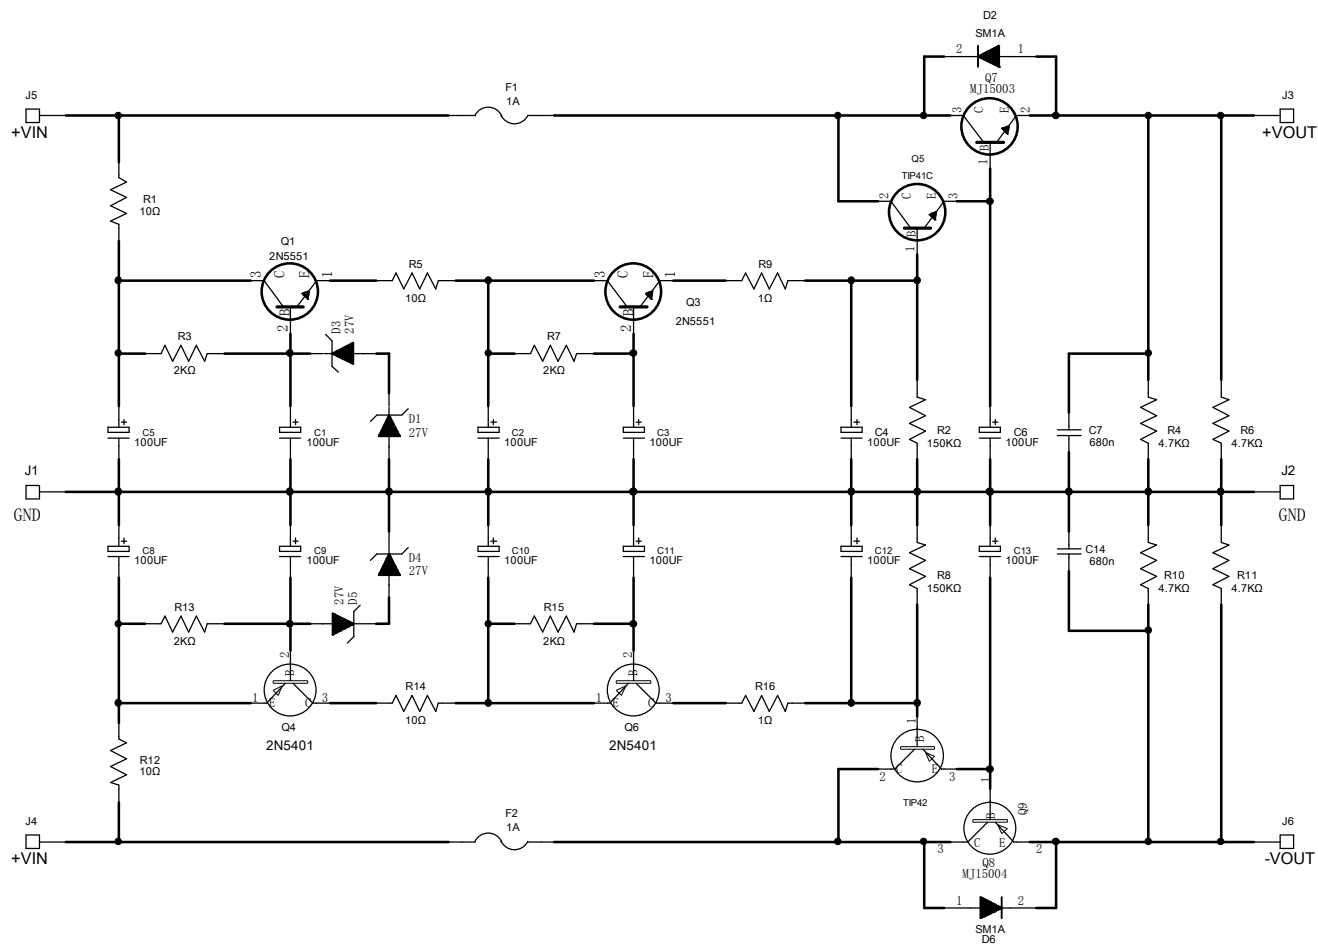 D2
SM1A
2 1
Q7
MJ15003
J5
+VIN
F1
1A
3 C E 2
B
1
J3
+VOUT
Q5
TIP41C
2 C E 3
B
1
R1
10Ω
Q1
2N5551
3 C E 1
B
2
R5
10Ω
3 C E 1
B
2
Q3
2N5551
R9
1Ω
D3
27V
R3
2KΩ
R7
2KΩ
+
C5
100UF
+
C1
100UF
D1
27V
+
C2
100UF
+
C3
100UF
+
C4
100UF
R2
150KΩ
+
C6
100UF
C7
680n
R4
4.7KΩ
R6
4.7KΩ
J1
GND
J2
GND
+
C8
100UF
+
C9
100UF
D4
27V
+
C10
100UF
+
C11
100UF
+
C12
100UF
R8
150KΩ
+
C13
100UF
C14
680n
R10
4.7KΩ
R11
4.7KΩ
R13
2KΩ
27V
D5
R15
2KΩ
2
B
1 E C 3
Q4
2N5401
R14
10Ω
2
B
1 E C 3
Q6
2N5401
R16
1Ω
1
B
2 C E 3
TIP42
R12
10Ω
J4
+VIN
F2
1A
1
B
Q9
3 C E 2
Q8
MJ15004
J6
-VOUT
1 2
SM1A
D6